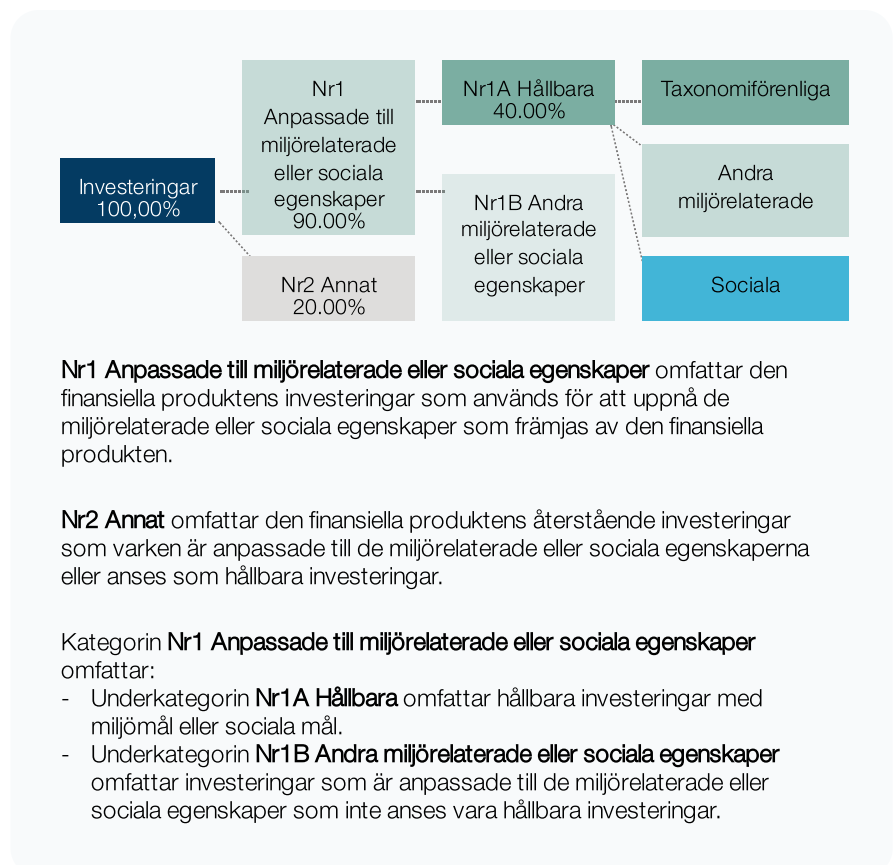 Investeringar
100,00%
Nr1
Anpassade till
miljörelaterade
eller sociala
egenskaper
90.00%
Nr2 Annat
20.00%
Nr1A Hållbara
40.00%
Nr1B Andra
miljörelaterade
eller sociala
egenskaper
Taxonomiförenliga
Andra
miljörelaterade
Sociala
Nr1 Anpassade till miljörelaterade eller sociala egenskaper omfattar den
finansiella produktens investeringar som används för att uppnå de
miljörelaterade eller sociala egenskaper som främjas av den finansiella
produkten.
Nr2 Annat omfattar den finansiella produktens återstående investeringar
som varken är anpassade till de miljörelaterade eller sociala egenskaperna
eller anses som hållbara investeringar.
Kategorin Nr1 Anpassade till miljörelaterade eller sociala egenskaper
omfattar:
- Underkategorin Nr1A Hållbara omfattar hållbara investeringar med
miljömål eller sociala mål.
- Underkategorin Nr1B Andra miljörelaterade eller sociala egenskaper
omfattar investeringar som är anpassade till de miljörelaterade eller
sociala egenskaper som inte anses vara hållbara investeringar.